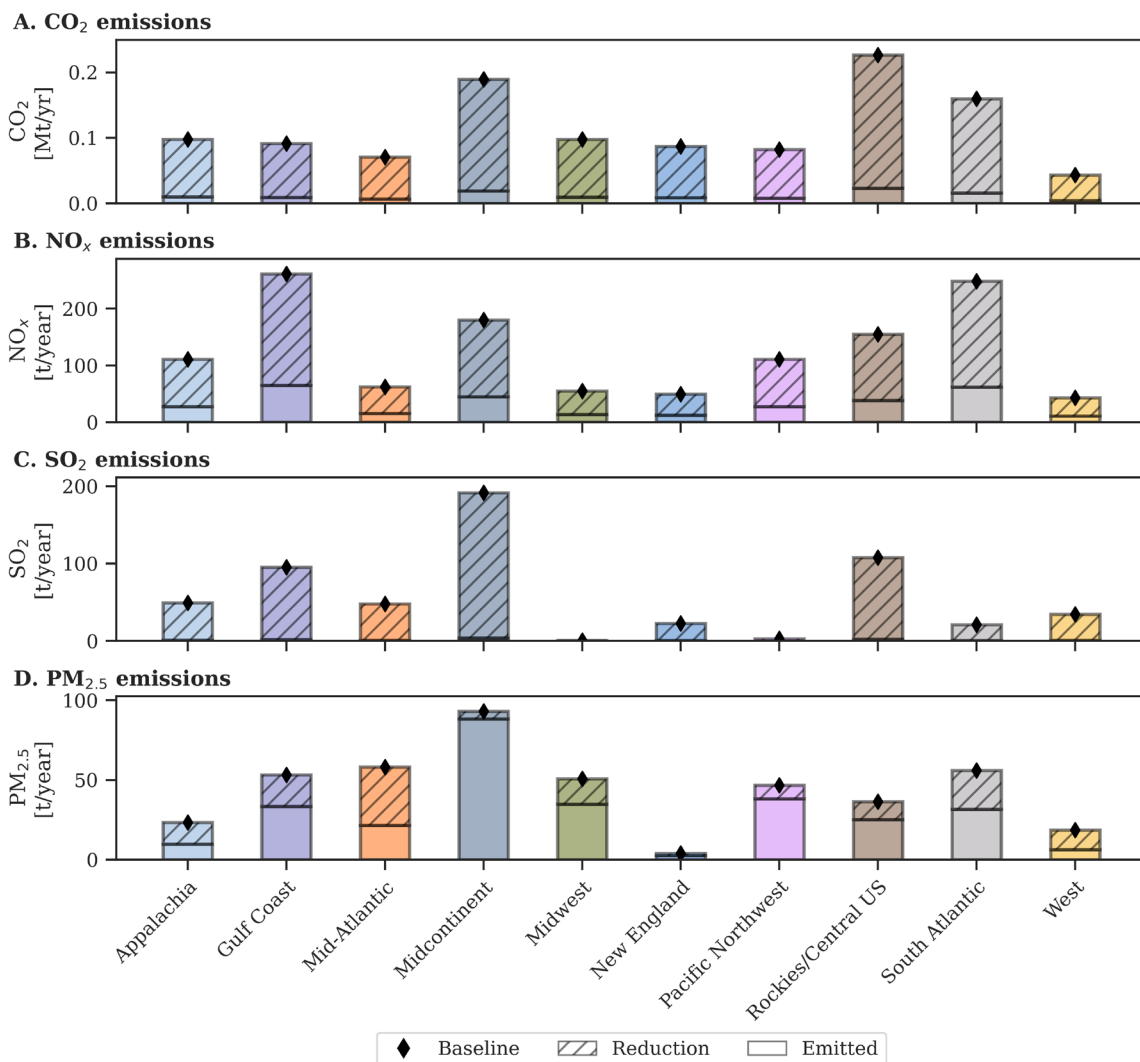 A. CO₂ emissions
CO₂
[Mt/yr]
0.2
0.1
0.0
B. NOₓ emissions
NOₓ
[t/year]
200
100
0
C. SO₂ emissions
SO₂
[t/year]
200
100
0
D. PM₂.₅ emissions
PM₂.₅
[t/year]
100
50
0
Appalachia
Gulf Coast
Mid-Atlantic
Midcontinent
Midwest
New England
Pacific Northwest
Rockies/Central US
South Atlantic
West
Baseline Reduction Emitted